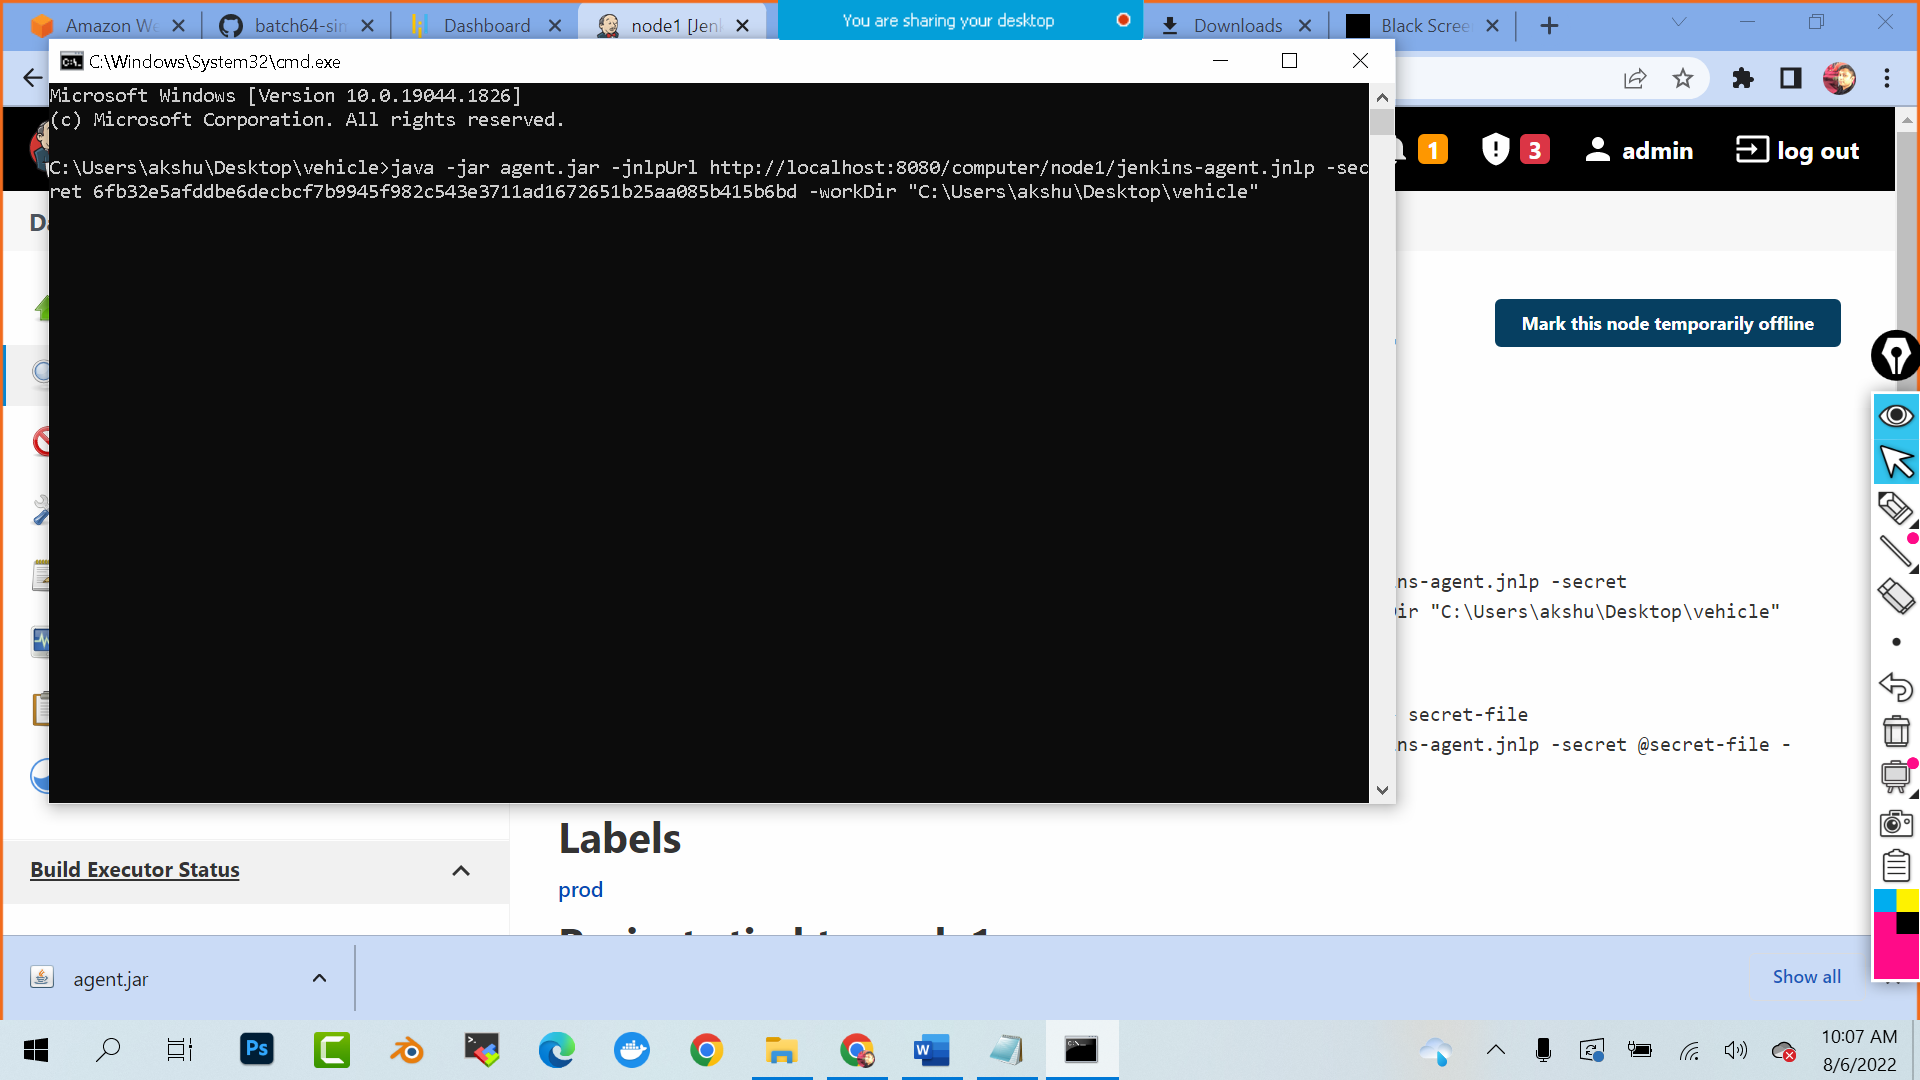 Amazon We
batch64-sim
Dashboard
node1 [Jenk
You are sharing your desktop
Downloads
Black Scree
C:\Windows\System32\cmd.exe
Microsoft Windows [Version 10.0.19044.1826]
(c) Microsoft Corporation. All rights reserved.
C:\Users\akshu\Desktop\vehicle>java -jar agent.jar -jnlpUrl http://localhost:8080/computer/node1/jenkins-agent.jnlp -sec
ret 6fb32e5afddbe6decbcf7b9945f982c543e3711ad1672651b25aa085b415b6bd -workDir "C:\Users\akshu\Desktop\vehicle"
1
3
admin
log out
Mark this node temporarily offline
ns-agent.jnlp -secret
Dir "C:\Users\akshu\Desktop\vehicle"
secret-file
ns-agent.jnlp -secret @secret-file -
Labels
prod
Build Executor Status
agent.jar
Show all
10:07 AM
8/6/2022